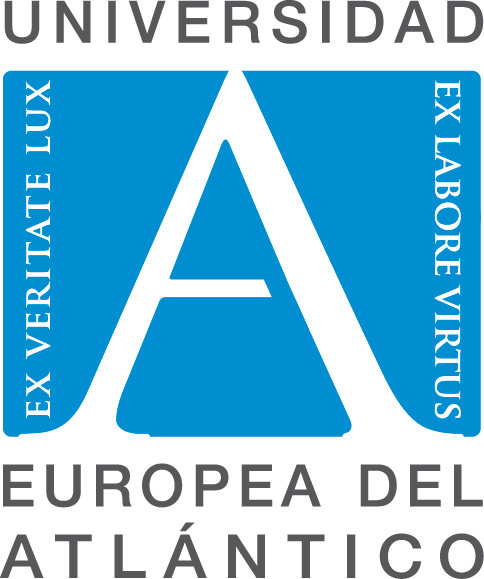 UNIVERSIDAD
EX VERITATE LUX
A
EX LABORE VIRTUS
EUROPEA DEL
ATLÁNTICO